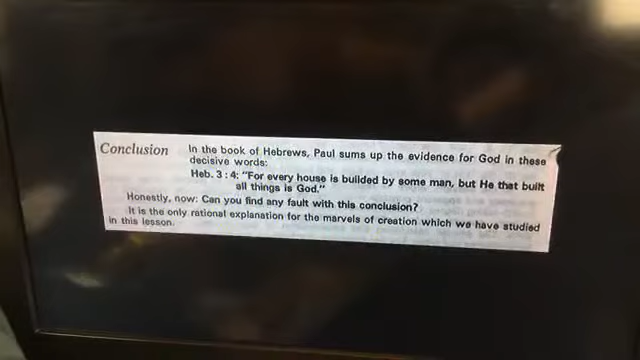 Conclusion In the book of Hebrews, Paul sums up the evidence for God in these
decisive words:
Heb. 3 : 4: "For every house is builded by some man, but He that built
all things is God."
Honestly, now: Can you find any fault with this conclusion?
It is the only rational explanation for the marvels of creation which we have studied
in this lesson.